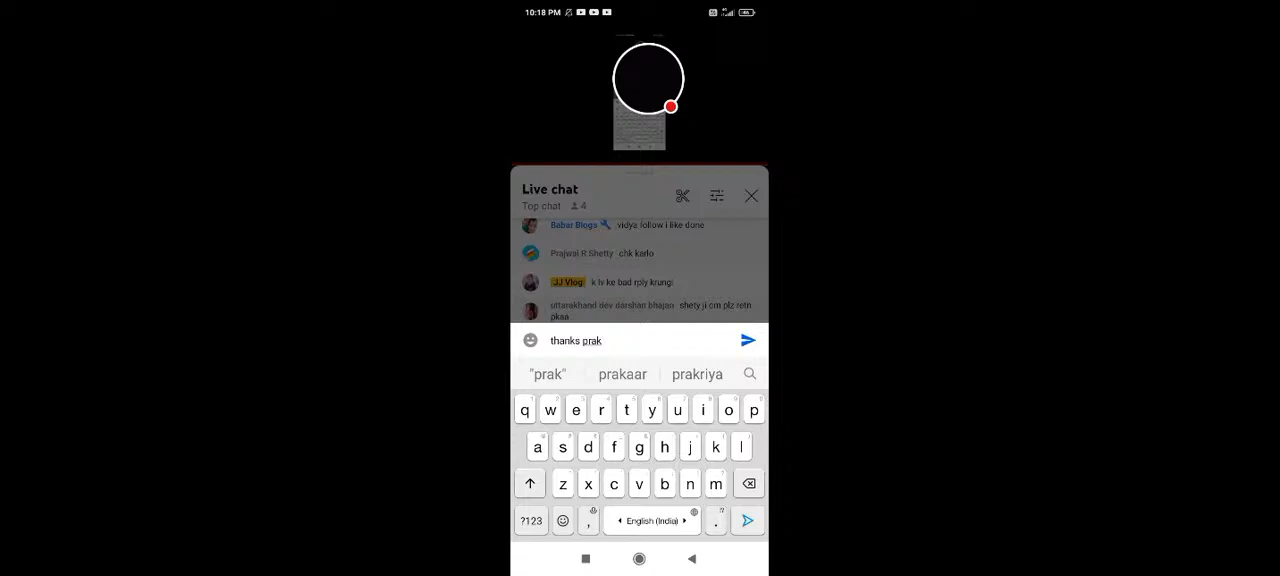 10:18 PM
Live chat
Top chat 4
Babar Blogs vidya follow i like done
Prajwal R Shetty chk karlo
JJ Vlog k lv ke bad rply krungi
uttarakhand dev darshan bhajan shety ji cm plz retn
pkaa
thanks prak
"prak" prakaar prakriya
q w e r t y u i o p
a s d f g h j k l
z x c v b n m
?123 , English (India) .